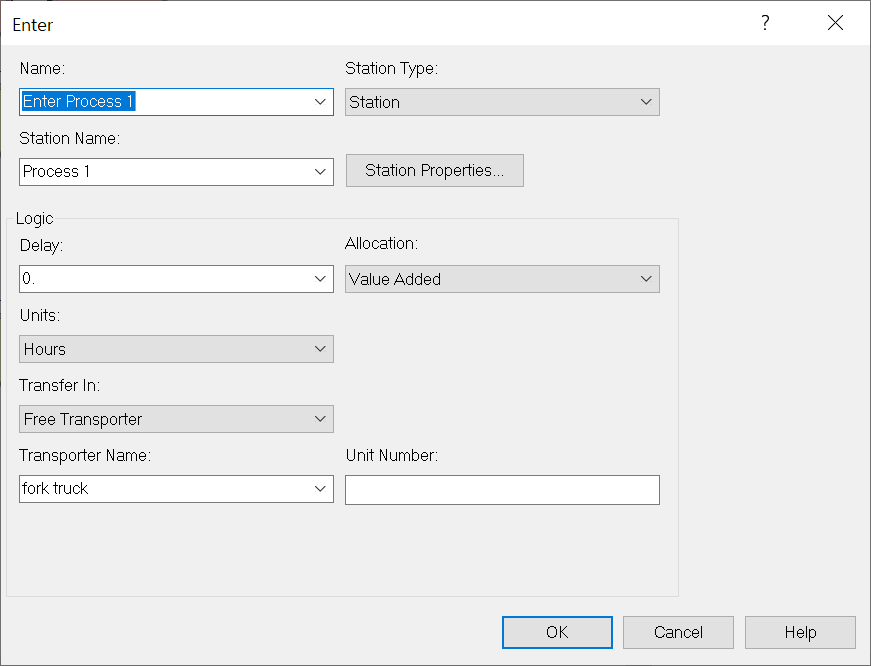 Enter
?
Name: Station Type:
Enter Process 1 Station
Station Name:
Process 1 Station Properties...
Logic
Delay: Allocation:
0. Value Added
Units:
Hours
Transfer In:
Free Transporter
Transporter Name: Unit Number:
fork truck
OK Cancel Help